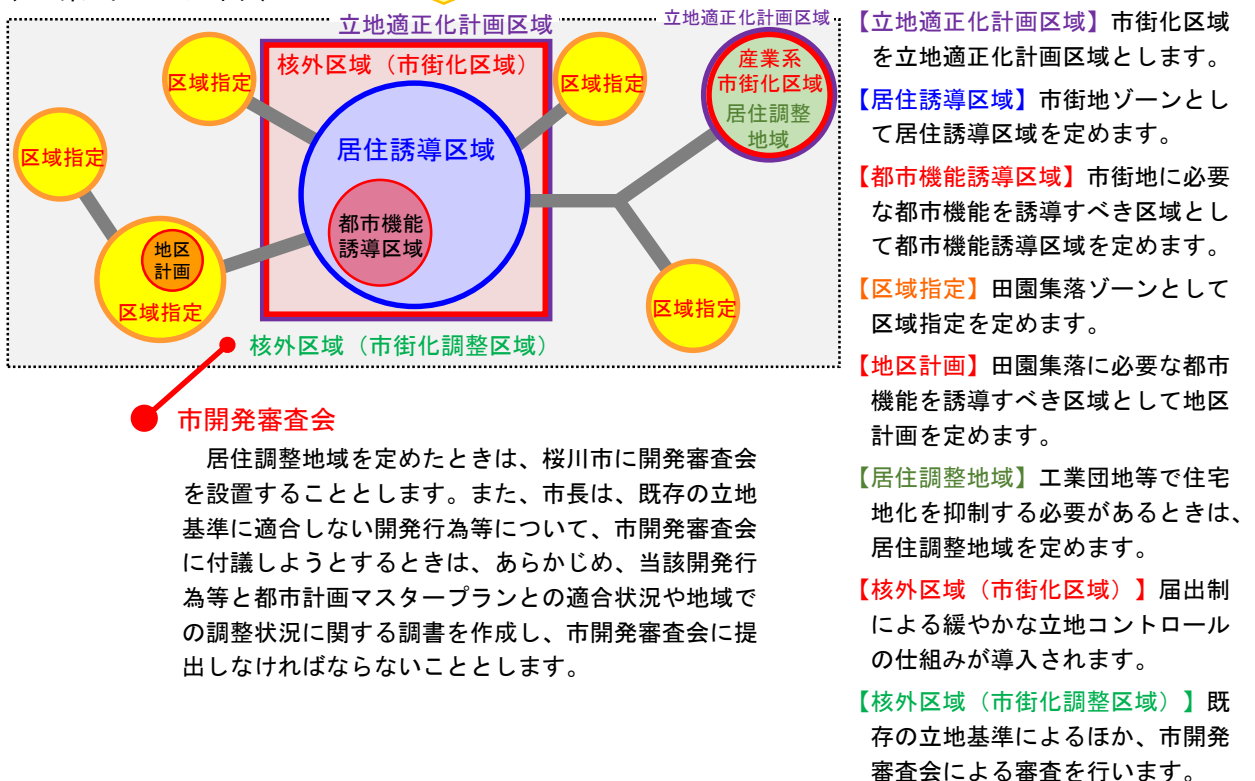 立地適正化計画区域
立地適正化計画区域
核外区域（市街化区域）
区域指定
区域指定
産業系
市街化区域
居住調整
地域
区域指定
居住誘導区域
都市機能
誘導区域
地区
計画
区域指定
区域指定
核外区域（市街化調整区域）
市開発審査会
居住調整地域を定めたときは、桜川市に開発審査会
を設置することとします。また、市長は、既存の立地
基準に適合しない開発行為等について、市開発審査会
に付議しようとするときは、あらかじめ、当該開発行
為等と都市計画マスタープランとの適合状況や地域で
の調整状況に関する調書を作成し、市開発審査会に提
出しなければならないこととします。
【立地適正化計画区域】市街化区域
を立地適正化計画区域とします。
【居住誘導区域】市街地ゾーンとし
て居住誘導区域を定めます。
【都市機能誘導区域】市街地に必要
な都市機能を誘導すべき区域とし
て都市機能誘導区域を定めます。
【区域指定】田園集落ゾーンとして
区域指定を定めます。
【地区計画】田園集落に必要な都市
機能を誘導すべき区域として地区
計画を定めます。
【居住調整地域】工業団地等で住宅
地化を抑制する必要があるときは、
居住調整地域を定めます。
【核外区域（市街化区域）】届出制
による緩やかな立地コントロール
の仕組みが導入されます。
【核外区域（市街化調整区域）】既
存の立地基準によるほか、市開発
審査会による審査を行います。